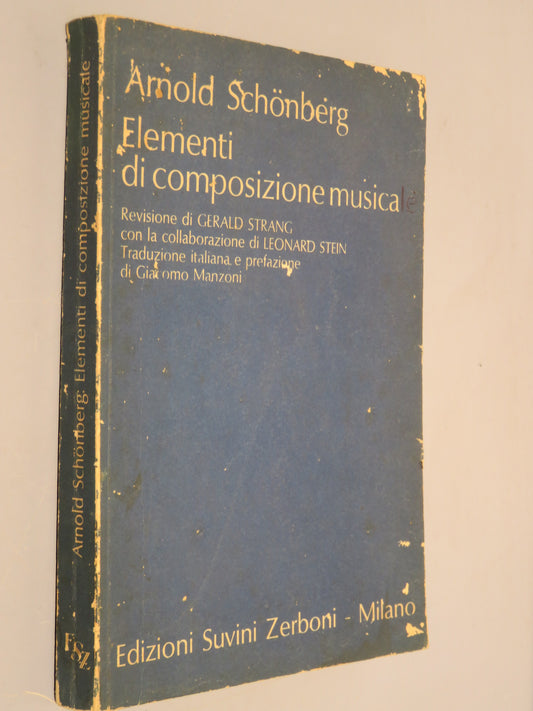 Arnold Schönberg
Elementi
di composizione musicale
Revisione di GERALD STRANG
con la collaborazione di LEONARD STEIN
Traduzione italiana e prefazione
di Giacomo Manzoni
Edizioni Suvini Zerboni - Milano
Arnold Schönberg: Elementi di composizione musicale
ESZ